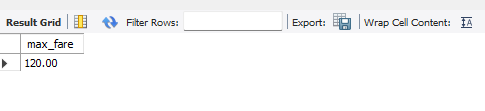 Result Grid Filter Rows: Export: Wrap Cell Content:
max_fare
120.00